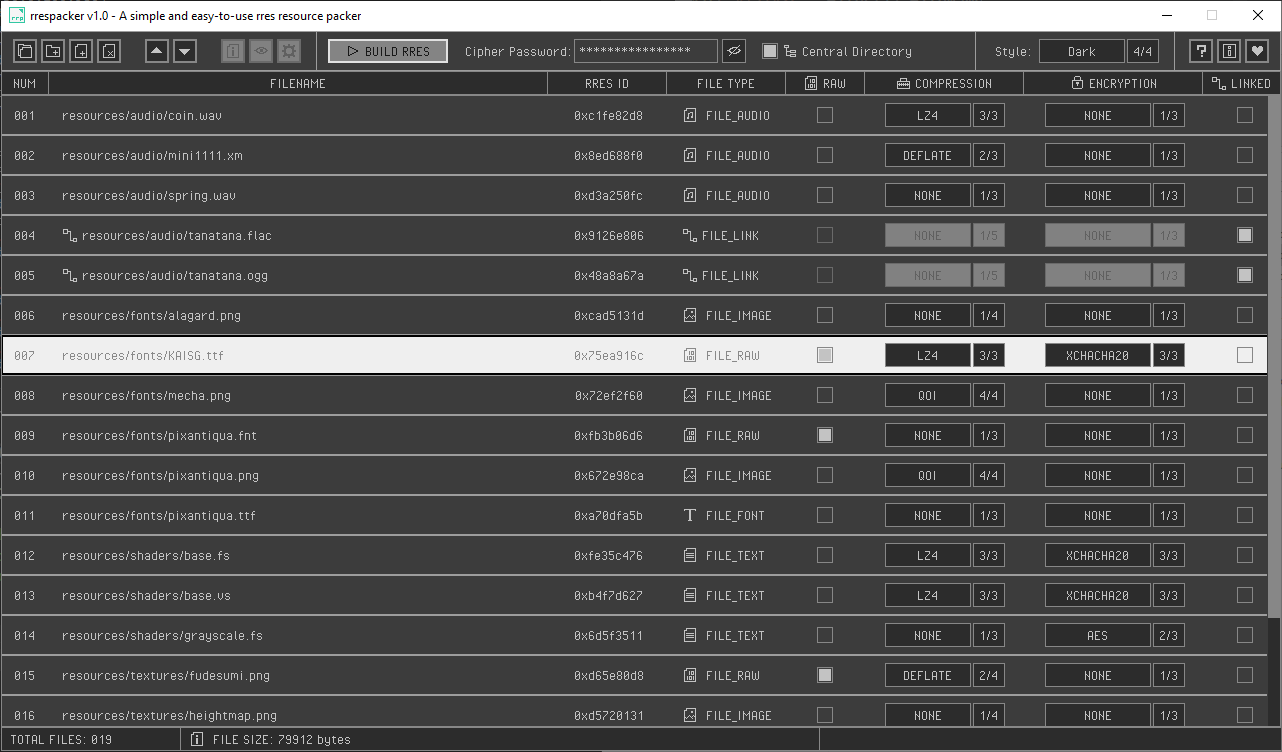 rrespacker v1.0 - A simple and easy-to-use rres resource packer
BUILD RRES Cipher Password: **************** Central Directory Style: Dark 4/4 ?
NUM FILENAME RRES ID FILE TYPE RAW COMPRESSION ENCRYPTION LINKED
001 resources/audio/coin.wav 0xc1fe82d8 FILE_AUDIO LZ4 3/3 NONE 1/3
002 resources/audio/mini1111.xm 0x8ed688f0 FILE_AUDIO DEFLATE 2/3 NONE 1/3
003 resources/audio/spring.wav 0xd3a250fc FILE_AUDIO NONE 1/3 NONE 1/3
004 resources/audio/tanatana.flac 0x9126e806 FILE_LINK NONE 1/5 NONE 1/3
005 resources/audio/tanatana.ogg 0x48a8a67a FILE_LINK NONE 1/5 NONE 1/3
006 resources/fonts/alagard.png 0xcad5131d FILE_IMAGE NONE 1/4 NONE 1/3
007 resources/fonts/KAISG.ttf 0x75ea916c FILE_RAW LZ4 3/3 XCHACHA20 3/3
008 resources/fonts/mecha.png 0x72ef2f60 FILE_IMAGE QOI 4/4 NONE 1/3
009 resources/fonts/pixantiqua.fnt 0xfb3b06d6 FILE_RAW NONE 1/3 NONE 1/3
010 resources/fonts/pixantiqua.png 0x672e98ca FILE_IMAGE QOI 4/4 NONE 1/3
011 resources/fonts/pixantiqua.ttf 0xa70dfa5b FILE_FONT NONE 1/3 NONE 1/3
012 resources/shaders/base.fs 0xfe35c476 FILE_TEXT LZ4 3/3 XCHACHA20 3/3
013 resources/shaders/base.vs 0xb4f7d627 FILE_TEXT LZ4 3/3 XCHACHA20 3/3
014 resources/shaders/grayscale.fs 0x6d5f3511 FILE_TEXT NONE 1/3 AES 2/3
015 resources/textures/fudesumi.png 0xd65e80d8 FILE_RAW DEFLATE 2/4 NONE 1/3
016 resources/textures/heightmap.png 0xd5720131 FILE_IMAGE NONE 1/4 NONE 1/3
TOTAL FILES: 019 FILE SIZE: 79912 bytes